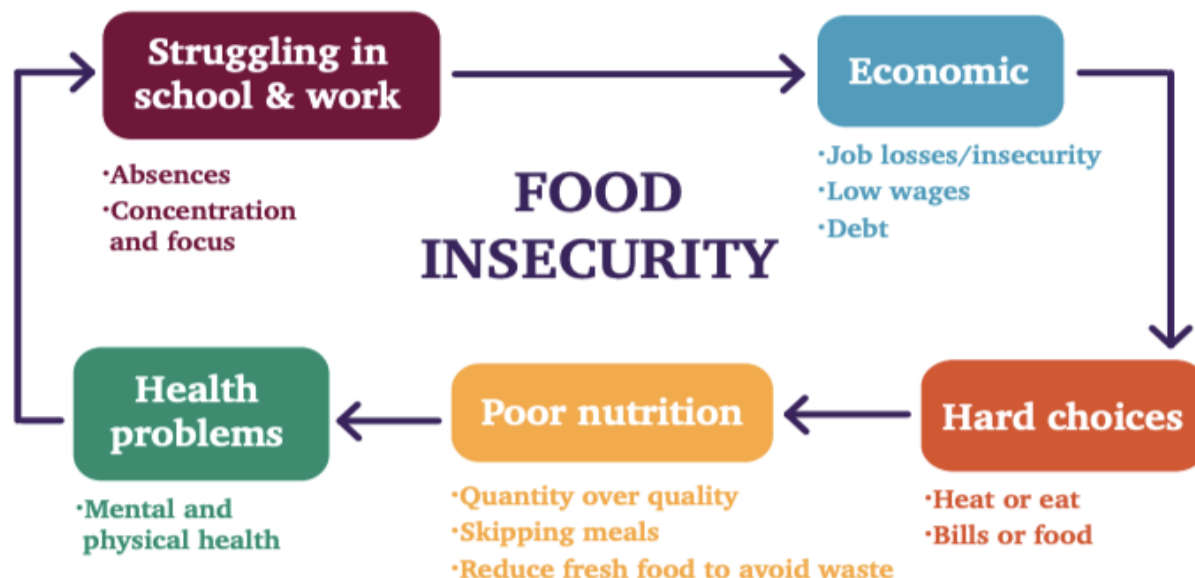 Struggling in
school & work
·Absences
·Concentration
and focus
FOOD
INSECURITY
Economic
·Job losses/insecurity
·Low wages
·Debt
Hard choices
·Heat or eat
·Bills or food
Poor nutrition
·Quantity over quality
·Skipping meals
·Reduce fresh food to avoid waste
Health
problems
·Mental and
physical health